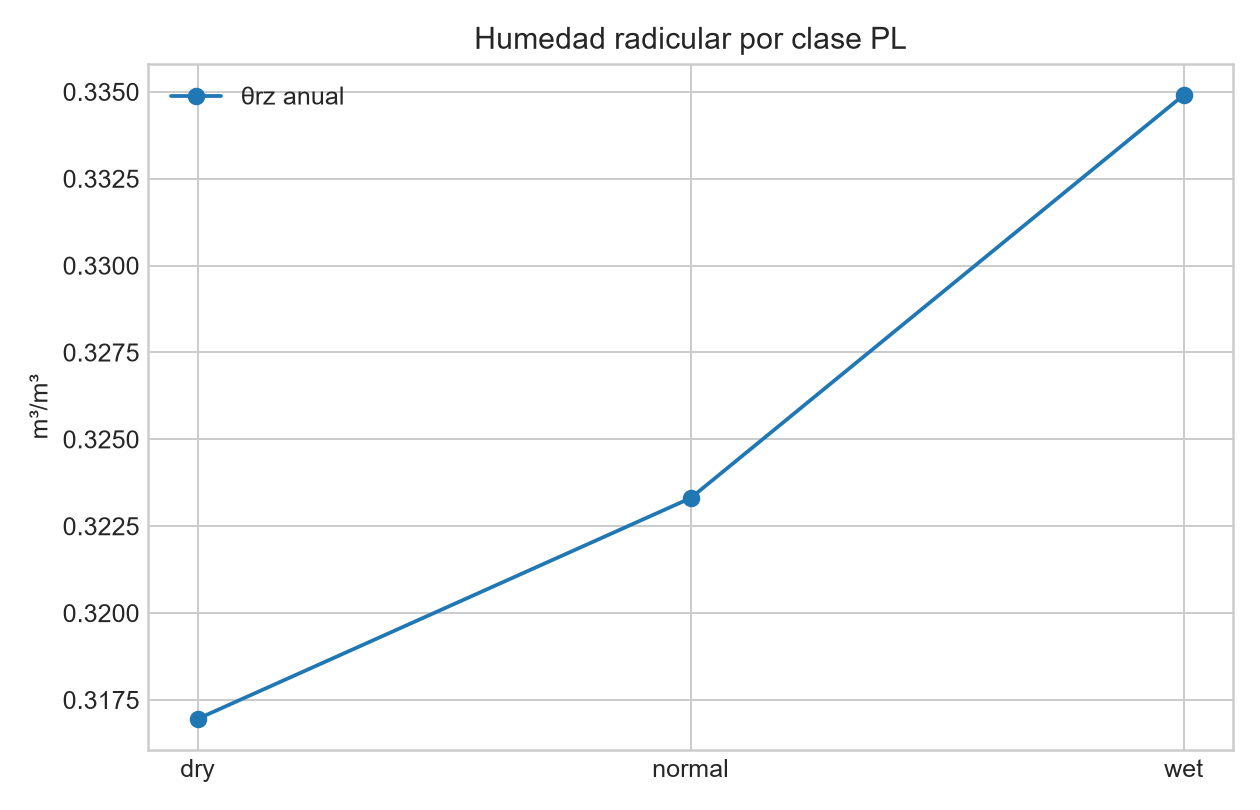 Humedad radicular por clase PL
θrz anual
m³/m³
0.3350
0.3325
0.3300
0.3275
0.3250
0.3225
0.3200
0.3175
dry
normal
wet